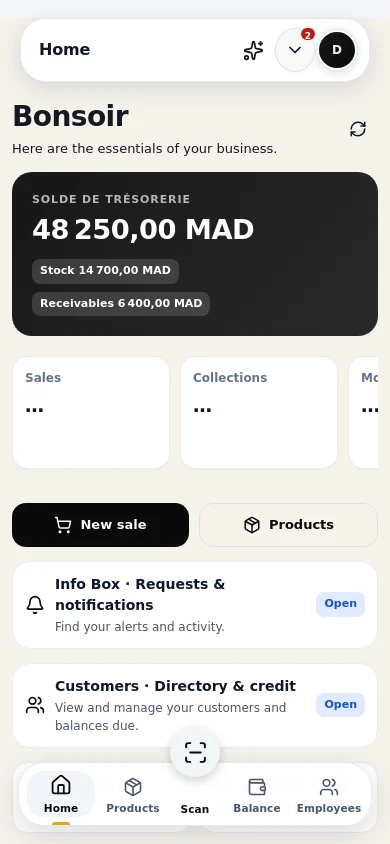 Home
2
D
Bonsoir
Here are the essentials of your business.
SOLDE DE TRÉSORERIE
48 250,00 MAD
Stock 14 700,00 MAD
Receivables 6 400,00 MAD
Sales
...
Collections
...
...
New sale
Products
Info Box · Requests &
notifications
Find your alerts and activity.
Open
Customers · Directory & credit
View and manage your customers and
balances due.
Open
Home
Products
Scan
Balance
Employees